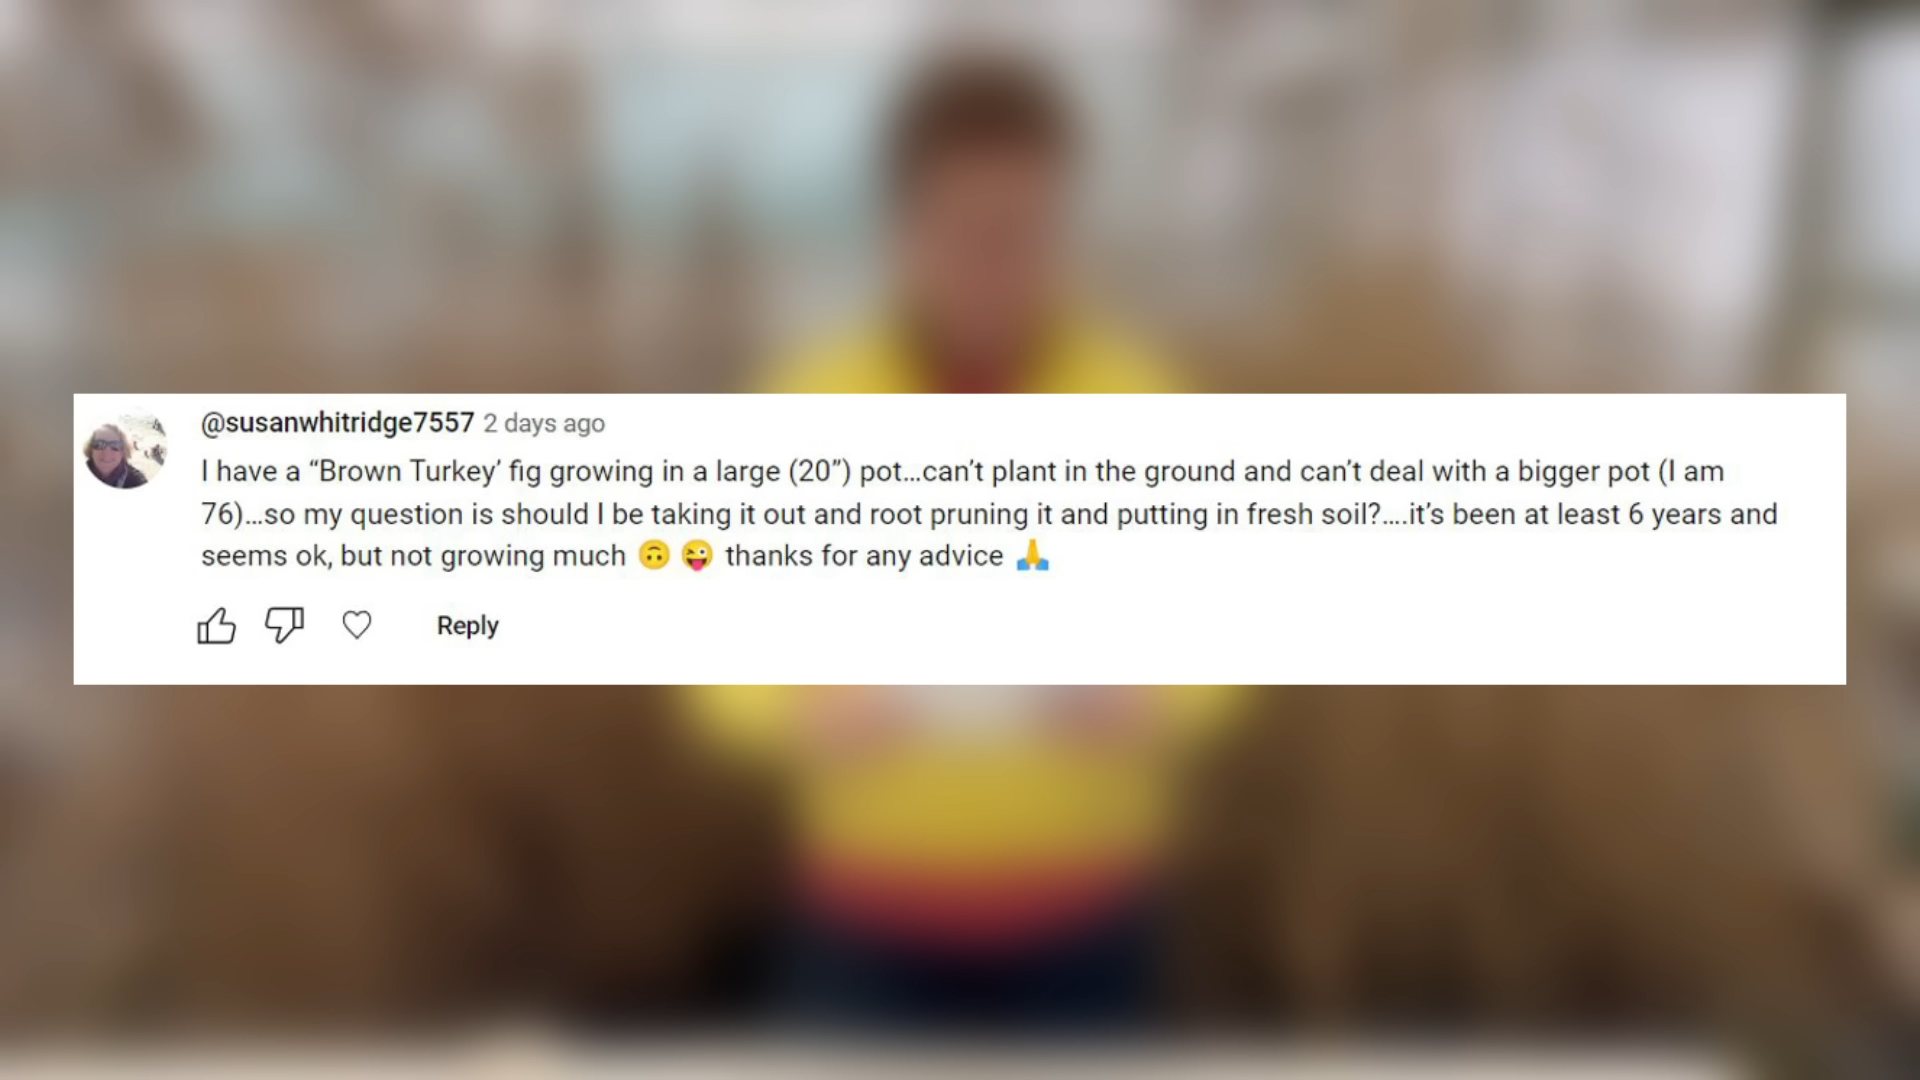 @susanwhitridge7557 2 days ago
I have a “Brown Turkey’ fig growing in a large (20”) pot...can’t plant in the ground and can’t deal with a bigger pot (I am
76)...so my question is should I be taking it out and root pruning it and putting in fresh soil?....it’s been at least 6 years and
seems ok, but not growing much 🙃 😜 thanks for any advice 🙏
Reply